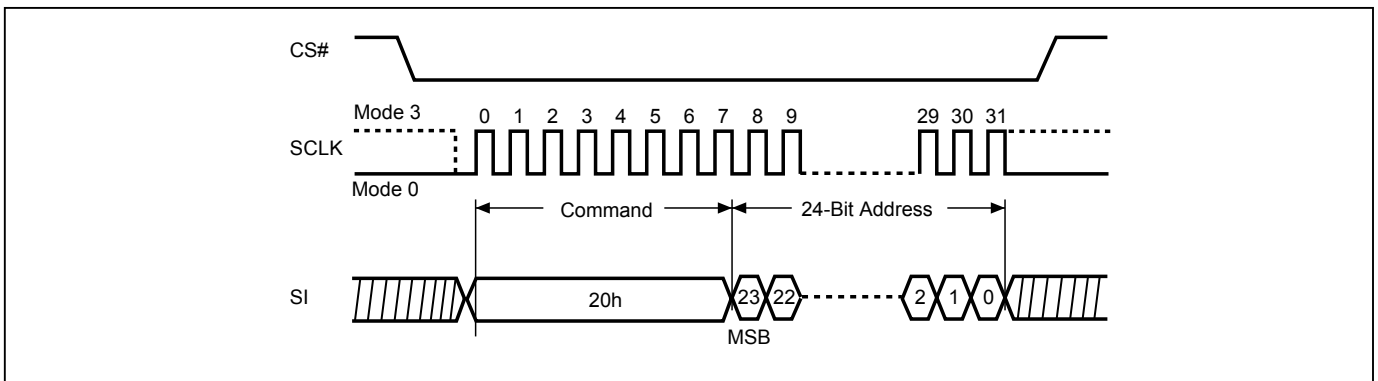 CS#
Mode 3
0 1 2 3 4 5 6 7 8 9 29 30 31
SCLK
Mode 0
Command 24-Bit Address
SI 20h 23 22 2 1 0
MSB